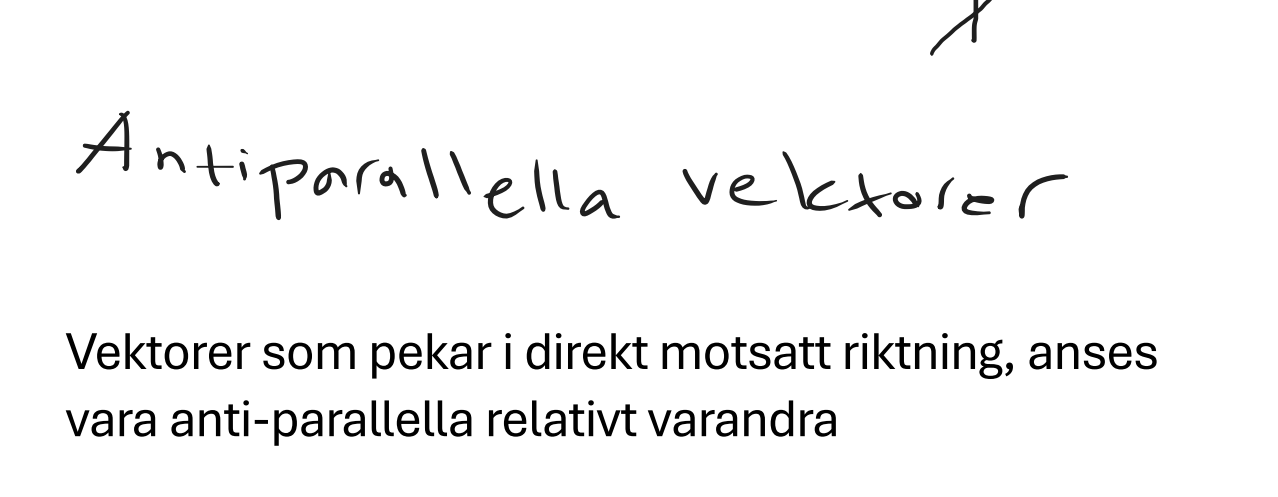 Antiparallella vektorer
Vektorer som pekar i direkt motsatt riktning, anses
vara anti-parallella relativt varandra